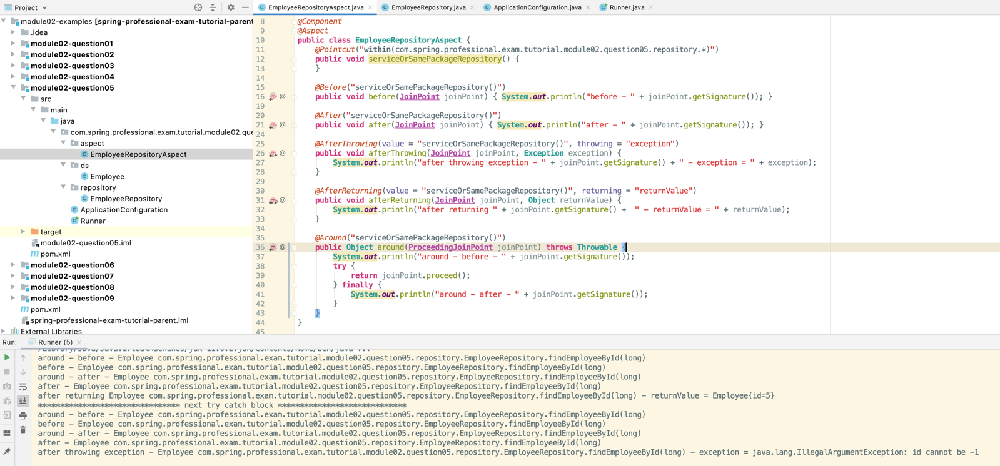 Project
module02-examples [spring-professional-exam-tutorial-parent
.idea
module02-question01
module02-question02
module02-question03
module02-question04
module02-question05
src
main
java
com.spring.professional.exam.tutorial.module02.que
aspect
EmployeeRepositoryAspect
ds
Employee
repository
EmployeeRepository
ApplicationConfiguration
Runner
target
module02-question05.iml
pom.xml
module02-question06
module02-question07
module02-question08
module02-question09
pom.xml
spring-professional-exam-tutorial-parent.iml
External Libraries
EmployeeRepositoryAspect.java EmployeeRepository.java ApplicationConfiguration.java Runner.java
8 @Component
9 @Aspect
10 public class EmployeeRepositoryAspect {
11 @Pointcut("within(com.spring.professional.exam.tutorial.module02.question05.repository.*)")
12 public void serviceOrSamePackageRepository() {
13 }
14
15 @Before("serviceOrSamePackageRepository()")
16 public void before(JoinPoint joinPoint) { System.out.println("before - " + joinPoint.getSignature()); }
19
20 @After("serviceOrSamePackageRepository()")
21 public void after(JoinPoint joinPoint) { System.out.println("after - " + joinPoint.getSignature()); }
24
25 @AfterThrowing(value = "serviceOrSamePackageRepository()", throwing = "exception")
26 public void afterThrowing(JoinPoint joinPoint, Exception exception) {
27 System.out.println("after throwing exception - " + joinPoint.getSignature() + " - exception = " + exception);
28 }
29
30 @AfterReturning(value = "serviceOrSamePackageRepository()", returning = "returnValue")
31 public void afterReturning(JoinPoint joinPoint, Object returnValue) {
32 System.out.println("after returning " + joinPoint.getSignature() + " - returnValue = " + returnValue);
33 }
34
35 @Around("serviceOrSamePackageRepository()")
36 public Object around(ProceedingJoinPoint joinPoint) throws Throwable {
37 System.out.println("around - before - " + joinPoint.getSignature());
38 try {
39 return joinPoint.proceed();
40 } finally {
41 System.out.println("around - after - " + joinPoint.getSignature());
42 }
43 }
44 }
45
Run: Runner (5)
/Library/Java/JavaVirtualMachines/jdk-11.0.2.jdk/Contents/Home/bin/java ...
around - before - Employee com.spring.professional.exam.tutorial.module02.question05.repository.EmployeeRepository.findEmployeeById(long)
before - Employee com.spring.professional.exam.tutorial.module02.question05.repository.EmployeeRepository.findEmployeeById(long)
around - after - Employee com.spring.professional.exam.tutorial.module02.question05.repository.EmployeeRepository.findEmployeeById(long)
after - Employee com.spring.professional.exam.tutorial.module02.question05.repository.EmployeeRepository.findEmployeeById(long)
after returning Employee com.spring.professional.exam.tutorial.module02.question05.repository.EmployeeRepository.findEmployeeById(long) - returnValue = Employee{id=5}
******************************** next try catch block *****************************
around - before - Employee com.spring.professional.exam.tutorial.module02.question05.repository.EmployeeRepository.findEmployeeById(long)
before - Employee com.spring.professional.exam.tutorial.module02.question05.repository.EmployeeRepository.findEmployeeById(long)
around - after - Employee com.spring.professional.exam.tutorial.module02.question05.repository.EmployeeRepository.findEmployeeById(long)
after - Employee com.spring.professional.exam.tutorial.module02.question05.repository.EmployeeRepository.findEmployeeById(long)
after throwing exception - Employee com.spring.professional.exam.tutorial.module02.question05.repository.EmployeeRepository.findEmployeeById(long) - exception = java.lang.IllegalArgumentException: id cannot be -1